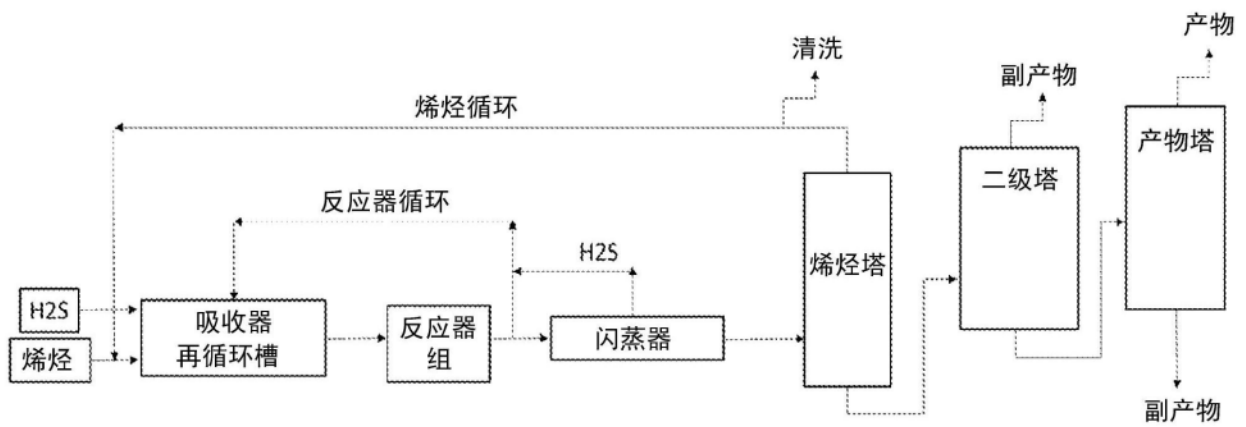 产物
清洗
副产物
烯烃循环
产物塔
二级塔
反应器循环
H2S
烯烃塔
H2S
吸收器
再循环槽
反应器
组
闪蒸器
烯烃
副产物